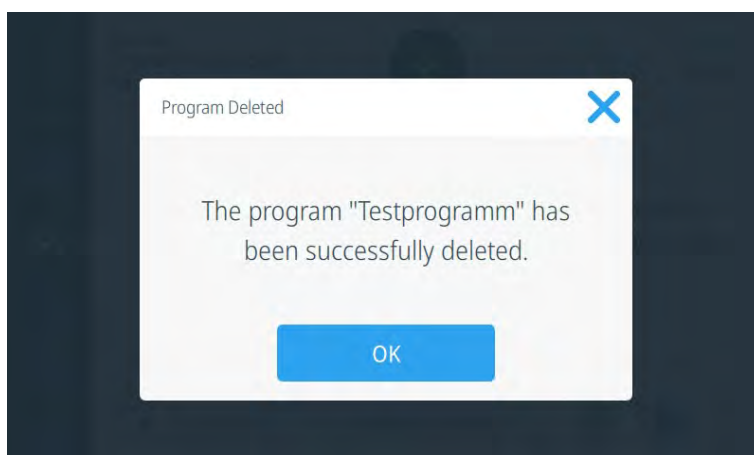 Program Deleted
The program "Testprogramm" has
been successfully deleted.
OK